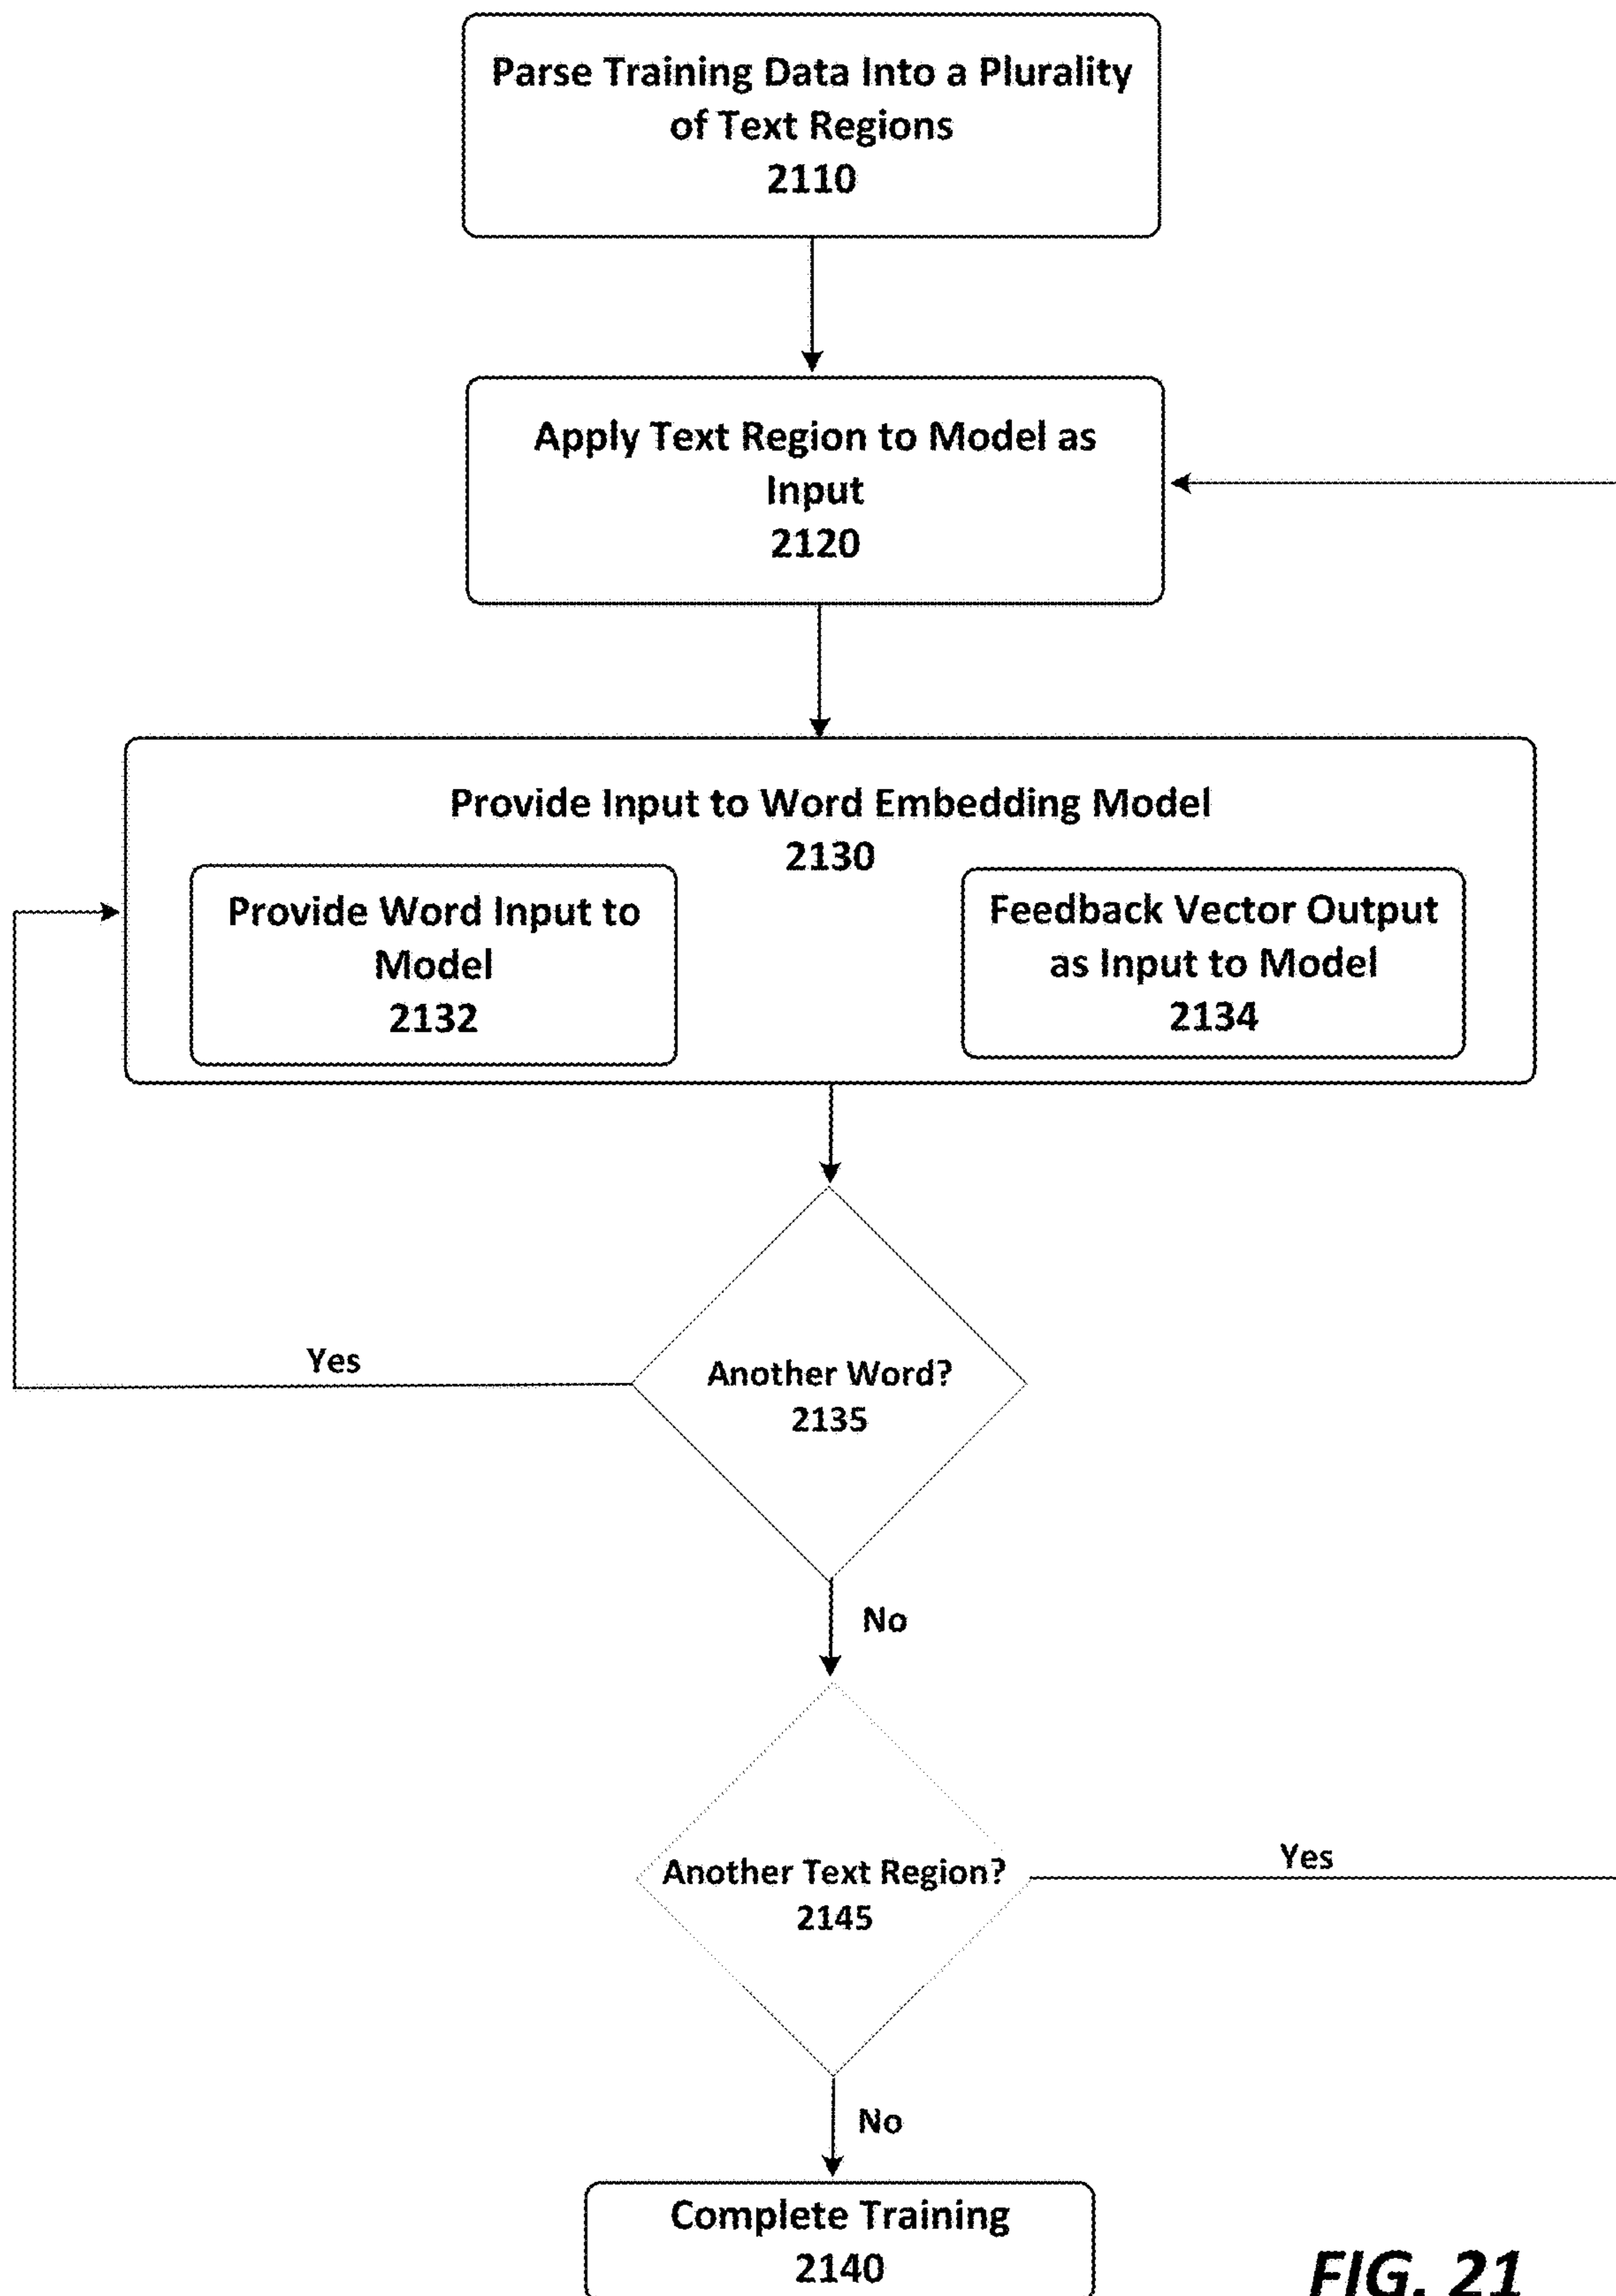 Parse Training Data Into a Plurality
of Text Regions
2110
Apply Text Region to Model as
Input
2120
Provide Input to Word Embedding Model
2130
Provide Word Input to
Model
2132
Feedback Vector Output
as Input to Model
2134
Yes
Another Word?
2135
No
Another Text Region?
2145
Yes
No
Complete Training
2140
FIG. 21